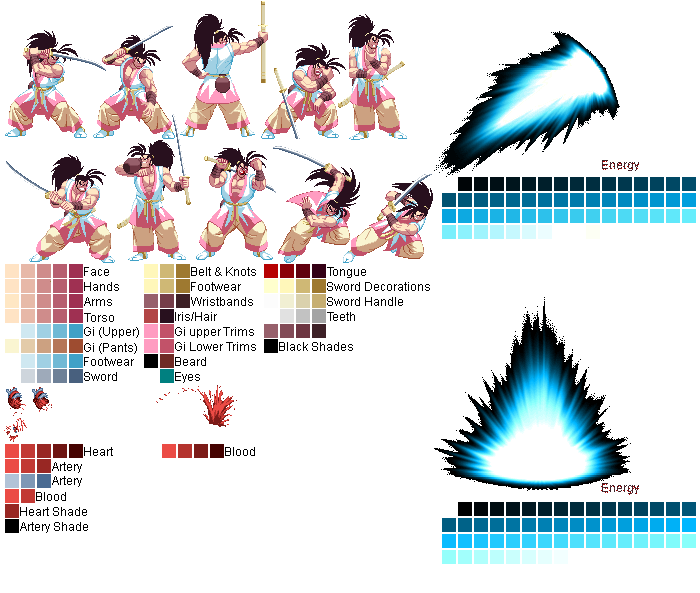 Energy
Face Belt & Knots Tongue
Hands Footwear Sword Decorations
Arms Wristbands Sword Handle
Torso Iris/Hair Teeth
Gi (Upper) Gi upper Trims
Gi (Pants) Gi Lower Trims Black Shades
Footwear Beard
Sword Eyes
Heart Blood
Artery
Artery
Blood
Heart Shade
Artery Shade
Energy